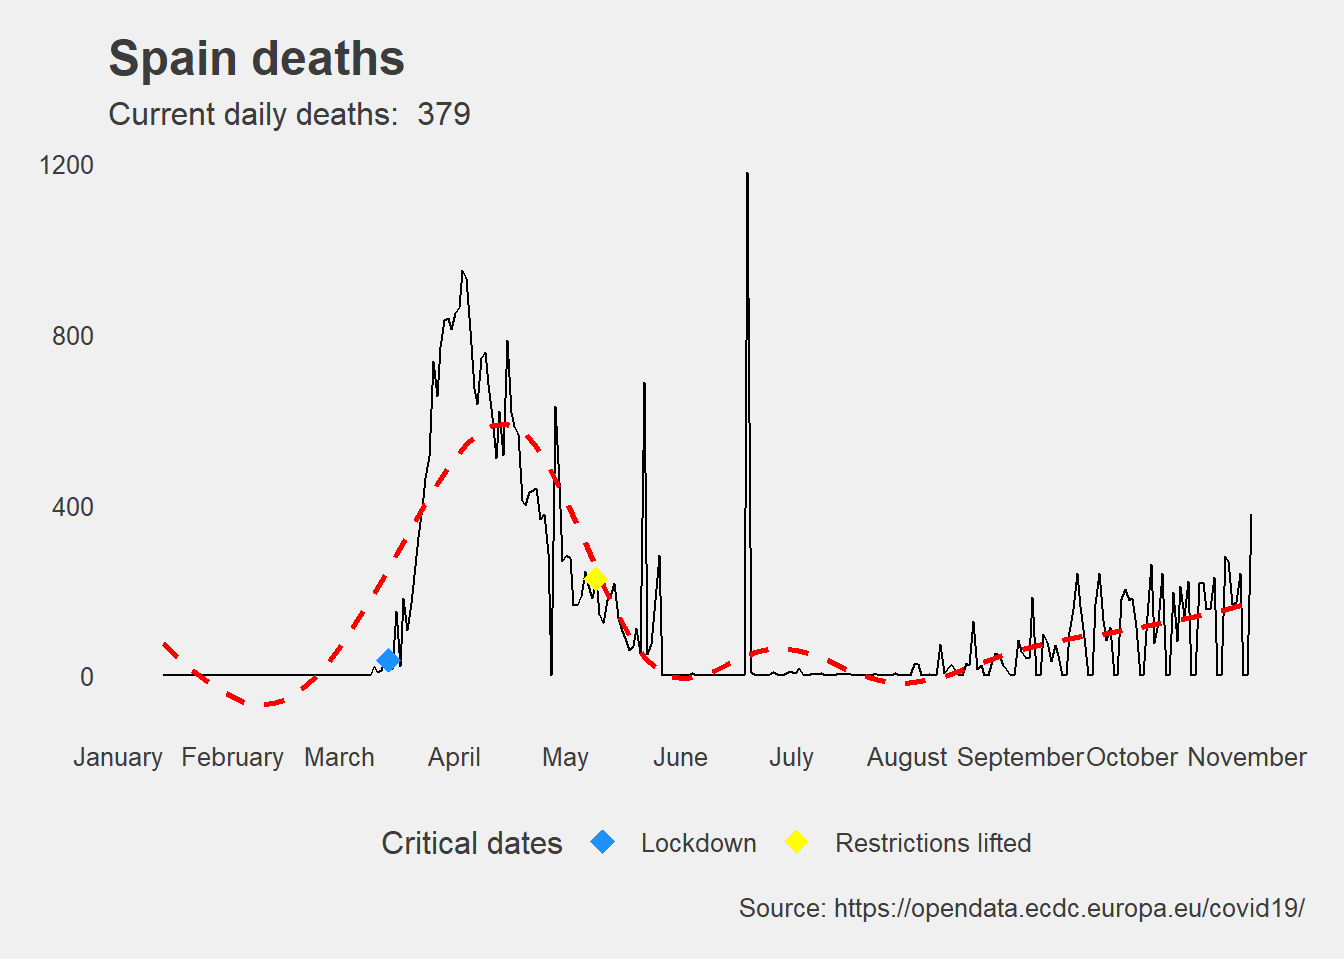 Spain deaths
Current daily deaths:  379
1200
800
400
0
January February March April May June July August September October November
Critical dates Lockdown Restrictions lifted
Source: https://opendata.ecdc.europa.eu/covid19/